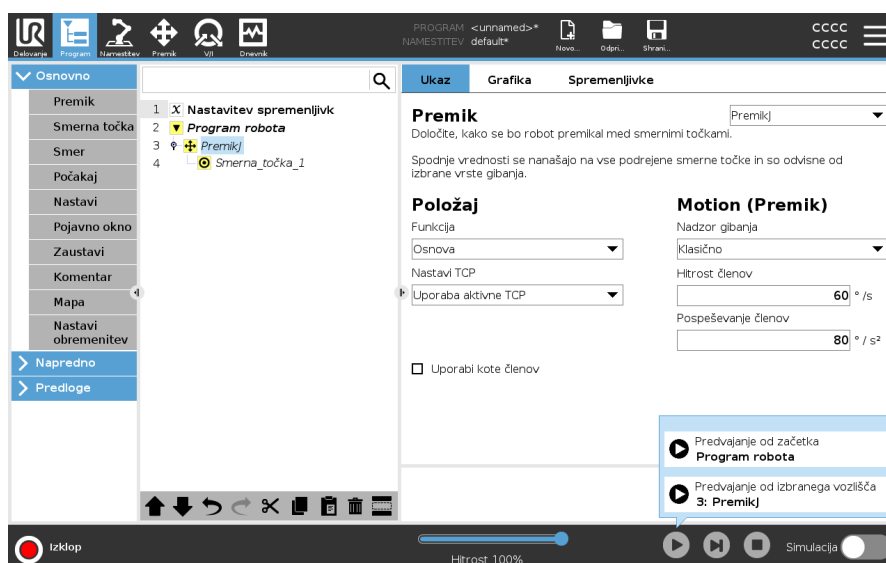 UR
PROGRAM <unnamed>*
NAMESTITEV default*
cccc
cccc
Delovanje Program Namestitev Premik V/I Dnevnik
Novo... Odpri... Shrani...
Osnovno
Premik
Smerna točka
Smer
Počakaj
Nastavi
Pojavno okno
Zaustavi
Komentar
Mapa
Nastavi
obremenitev
Napredno
Predloge
1 X Nastavitev spremenljivk
2 Program robota
3 PremikJ
4 Smerna_točka_1
Ukaz Grafika Spremenljivke
Premik
PremikJ
Določite, kako se bo robot premikal med smernimi točkami.
Spodnje vrednosti se nanašajo na vse podrejene smerne točke in so odvisne od
izbrane vrste gibanja.
Položaj
Funkcija
Osnova
Nastavi TCP
Uporaba aktivne TCP
Uporabi kote členov
Motion (Premik)
Nadzor gibanja
Klasično
Hitrost členov
60 ° /s
Pospeševanje členov
80 ° / s²
Predvajanje od začetka
Program robota
Predvajanje od izbranega vozlišča
3: PremikJ
Izklop
Hitrost 100%
Simulacija